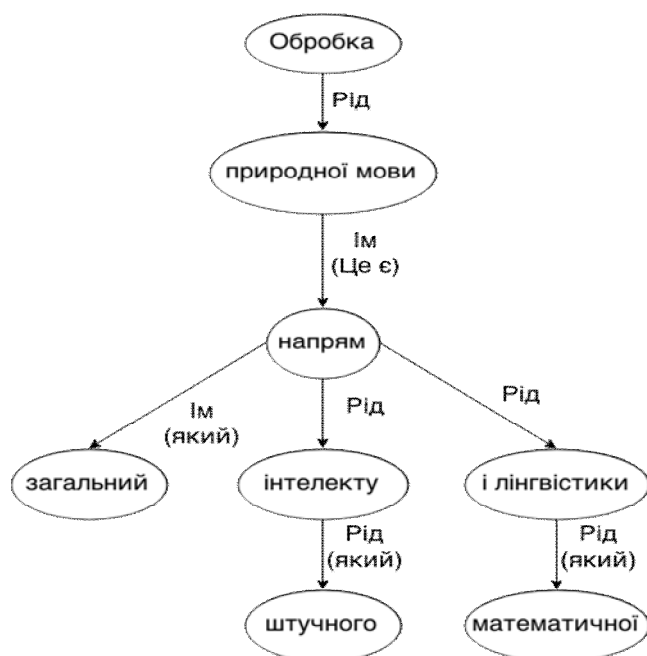 Обробка
Рід
природної мови
Ім
(Це є)
напрям
Ім
(який)
Рід
Рід
загальний
інтелекту
і лінгвістики
Рід
(який)
Рід
(який)
штучного
математичної